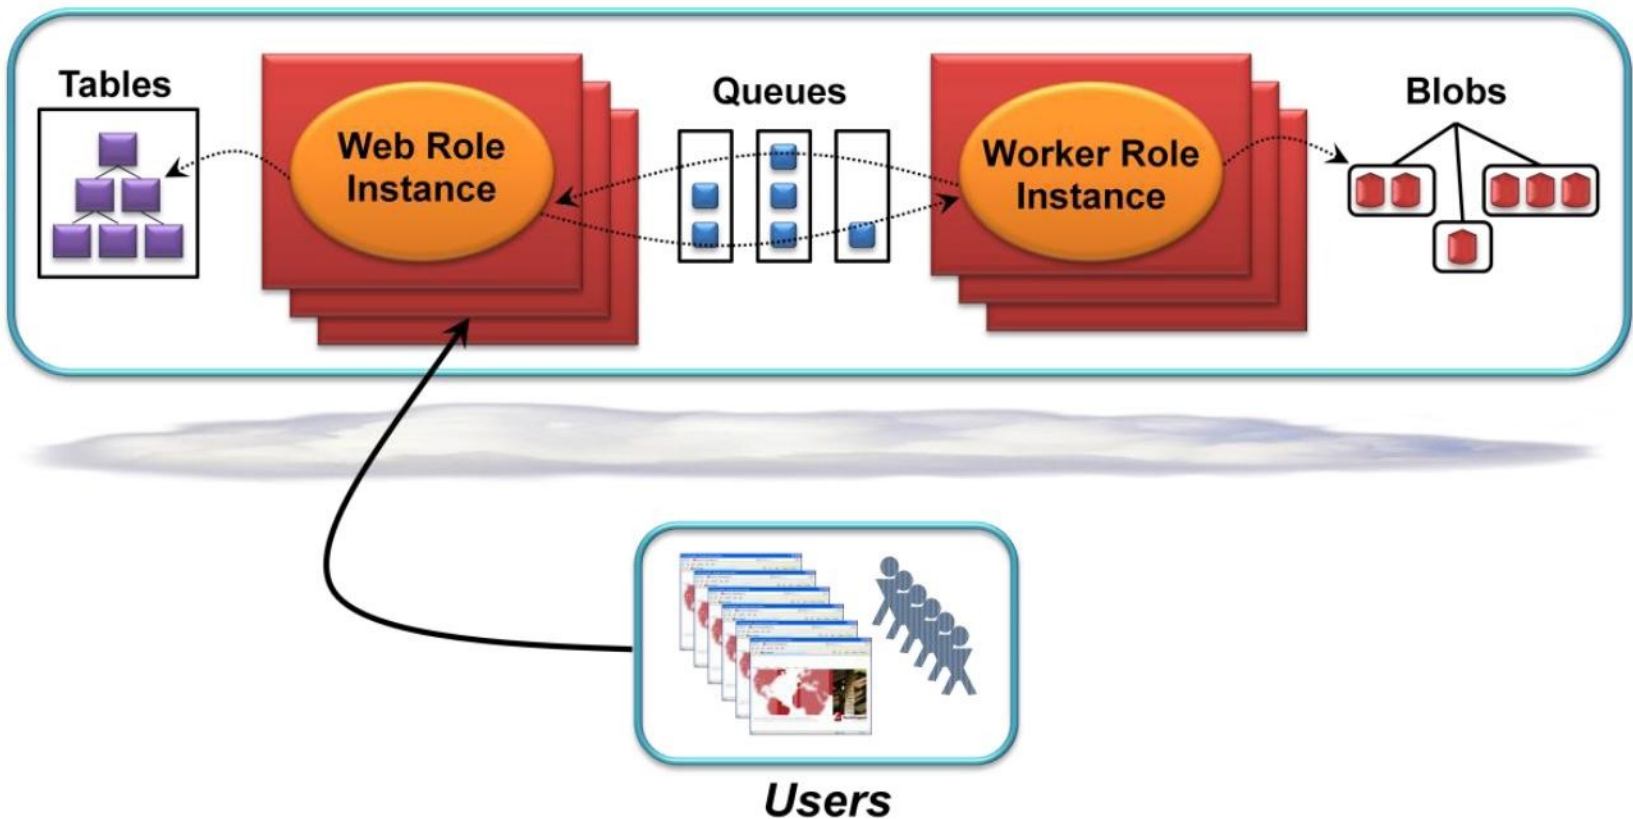 Tables
Web Role
Instance
Queues
Worker Role
Instance
Blobs
Users